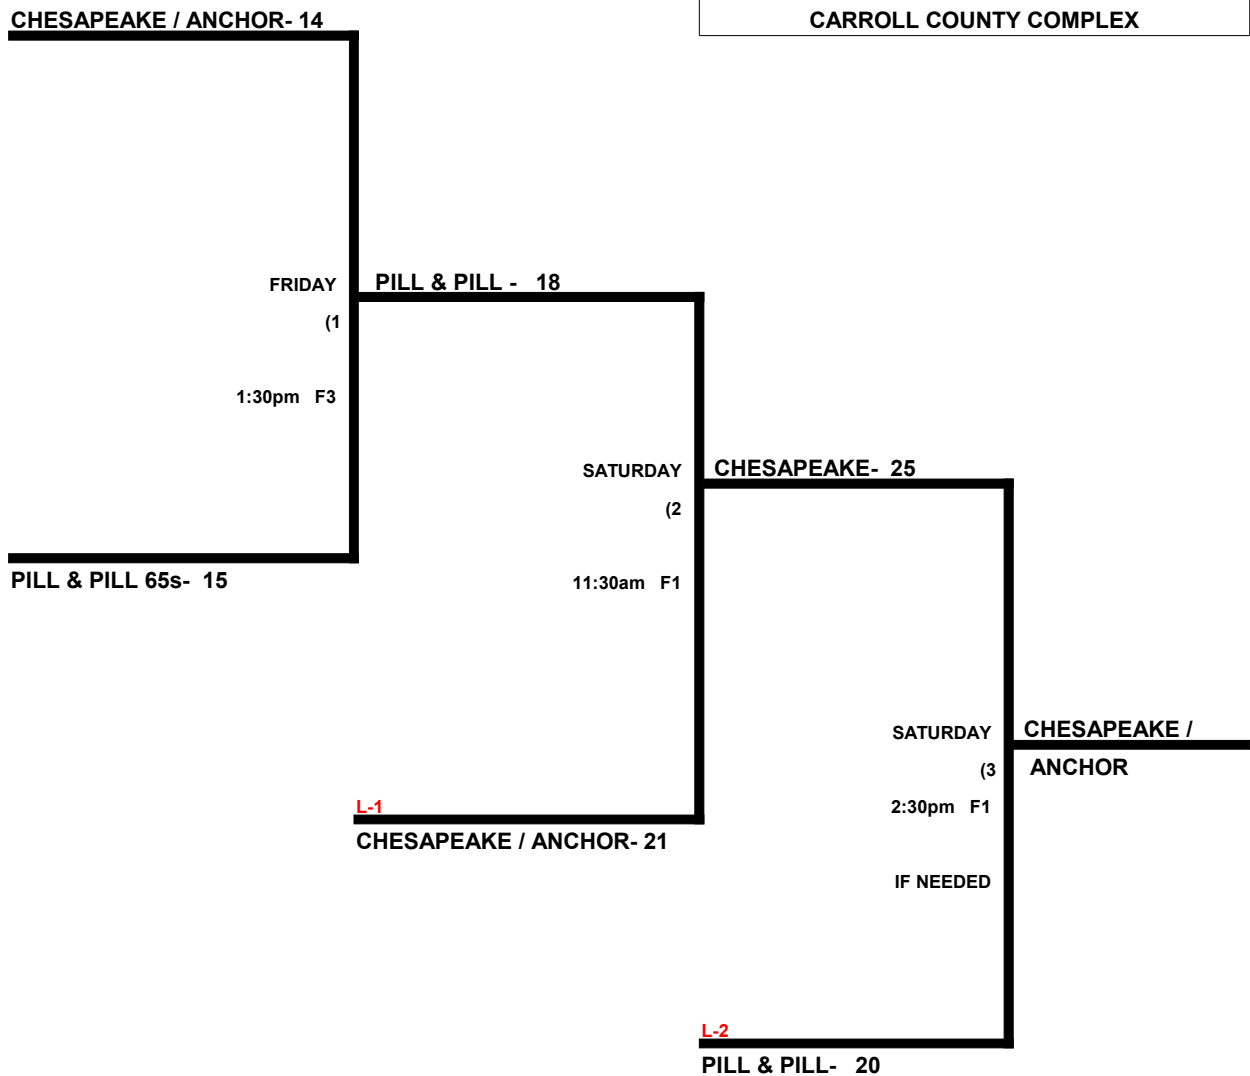 CHESAPEAKE / ANCHOR- 14
CARROLL COUNTY COMPLEX
FRIDAY
PILL & PILL - 18
(1
1:30pm F3
SATURDAY
CHESAPEAKE- 25
(2
PILL & PILL 65s- 15
11:30am F1
SATURDAY
CHESAPEAKE /
(3
ANCHOR
2:30pm F1
L-1
CHESAPEAKE / ANCHOR- 21
IF NEEDED
L-2
PILL & PILL- 20